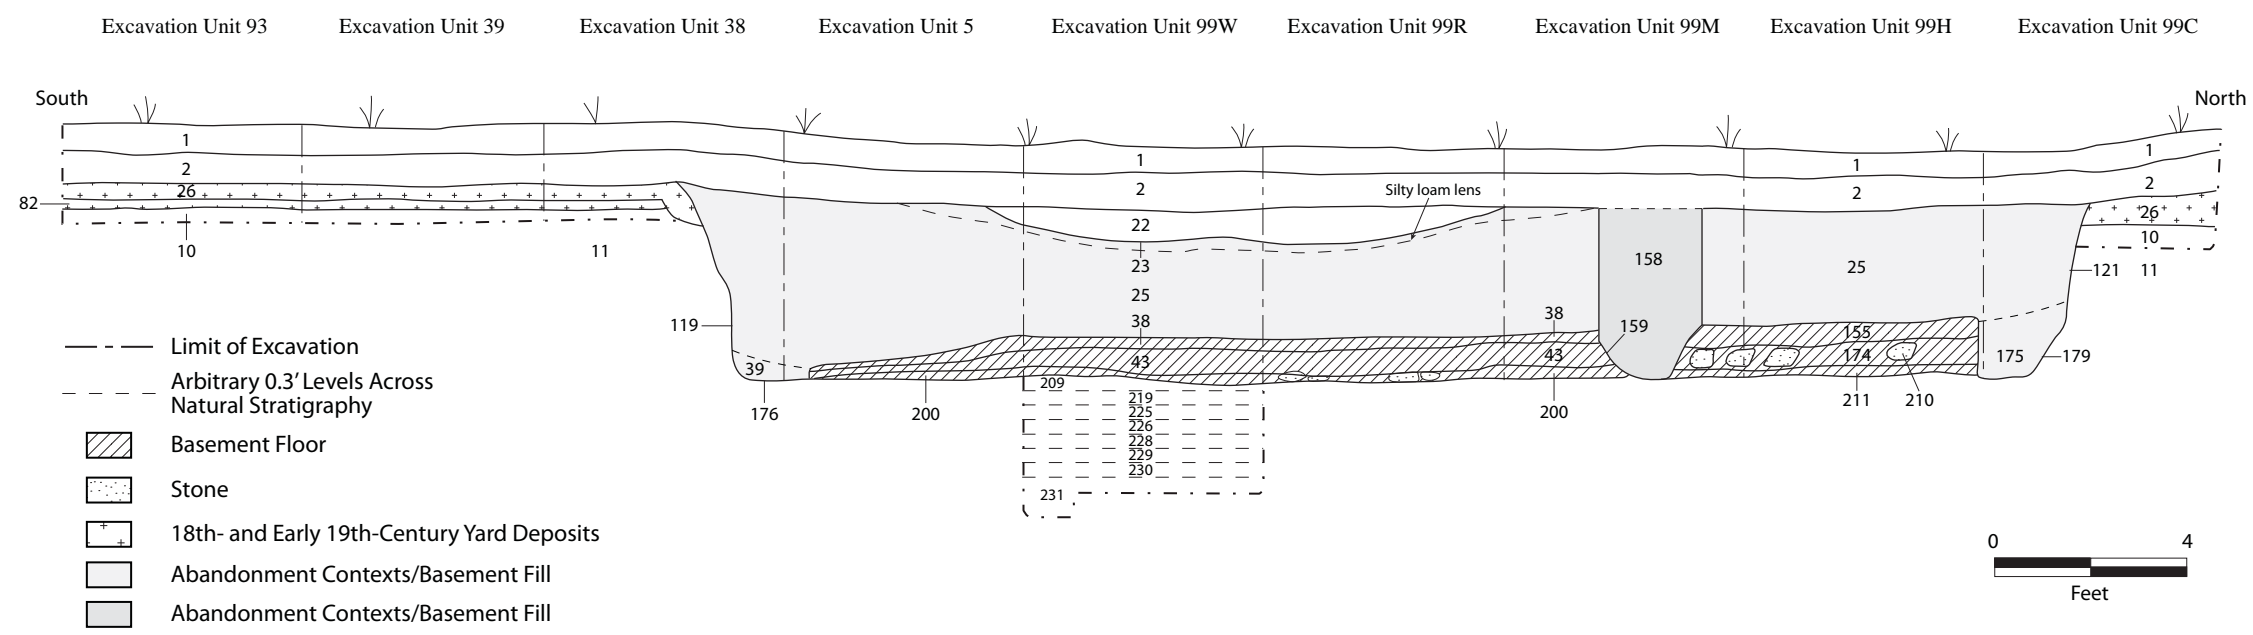 Excavation Unit 93 Excavation Unit 39 Excavation Unit 38 Excavation Unit 5 Excavation Unit 99W Excavation Unit 99R Excavation Unit 99M Excavation Unit 99H Excavation Unit 99C
South North
1 1 1 1
2 2 2 2
Silty loam lens
26 26
82
22
10 11 10
158
23 25
121 11
25
38 38
119 159
155
43 43 174
39 175 179
209
176 200 200 211 210
219
225
226
228
229
230
231
Limit of Excavation
Arbitrary 0.3' Levels Across
Natural Stratigraphy
Basement Floor
Stone
18th- and Early 19th-Century Yard Deposits
Abandonment Contexts/Basement Fill
Abandonment Contexts/Basement Fill
0 4
Feet